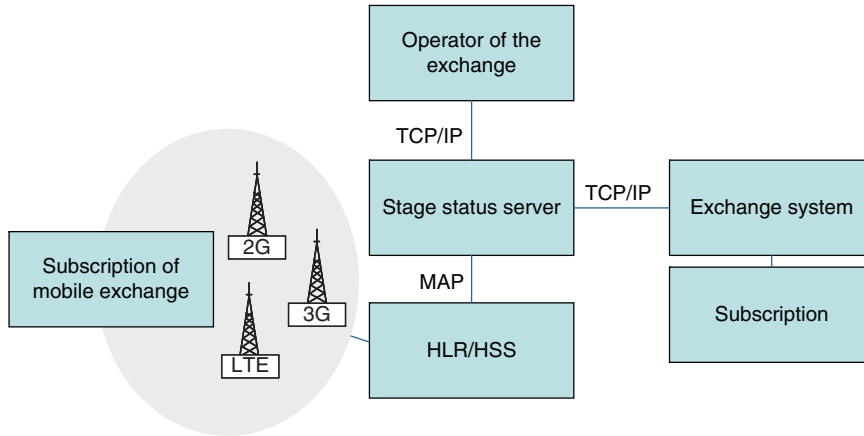 Operator of the
exchange
TCP/IP
Stage status server
TCP/IP
Exchange system
2G
Subscription of
mobile exchange
3G
MAP
Subscription
LTE
HLR/HSS